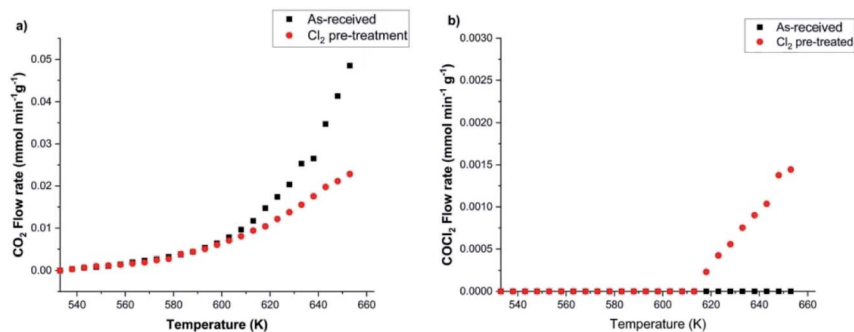 a)
As-received
Cl₂ pre-treatment
CO₂ Flow rate (mmol min⁻¹g⁻¹)
0.05
0.04
0.03
0.02
0.01
0.00
540 560 580 600 620 640 660
Temperature (K)
b)
As-received
Cl₂ pre-treated
COCl₂ Flow rate (mmol min⁻¹ g⁻¹)
0.0030
0.0025
0.0020
0.0015
0.0010
0.0005
0.0000
540 560 580 600 620 640 660
Temperature (K)